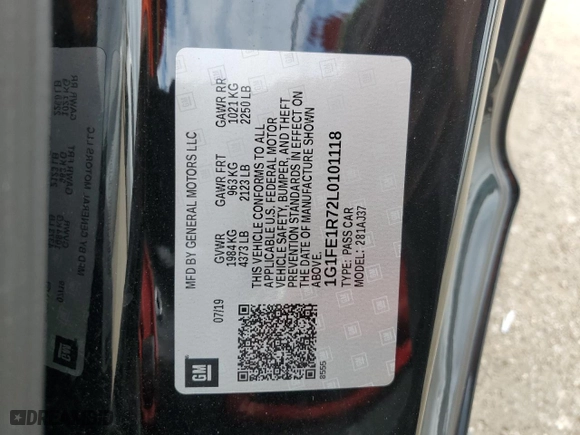 MFD BY GENERAL MOTORS LLC
07/19
GVWR
1984 KG
4373 LB
GAWR FRT
963 KG
2123 LB
GAWR RR
1021 KG
2250 LB
THIS VEHICLE CONFORMS TO ALL
APPLICABLE U.S. FEDERAL MOTOR
VEHICLE SAFETY, BUMPER, AND THEFT
PREVENTION STANDARDS IN EFFECT ON
THE DATE OF MANUFACTURE SHOWN
ABOVE.
1G1FE1R72L0101118
TYPE: PASS CAR
MODEL: 281AJ37
8565
GM